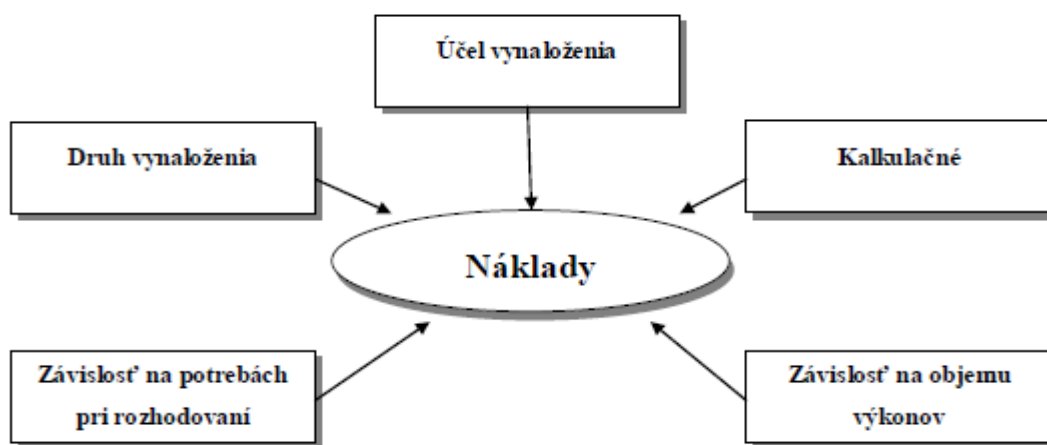 Účel vynaloženia
Druh vynaloženia
Kalkulačné
Náklady
Závislosť na potrebách
pri rozhodovaní
Závislosť na objemu
výkonov